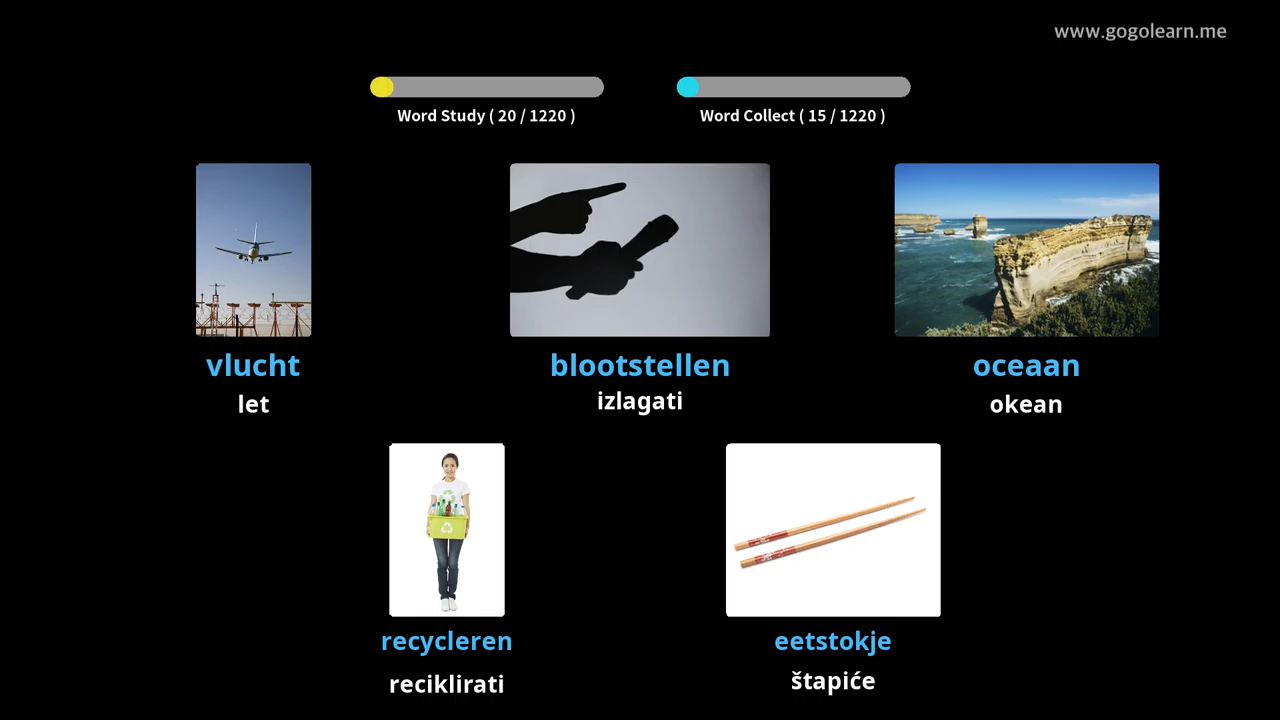 www.gogolearn.me
Word Study ( 20 / 1220 )
Word Collect ( 15 / 1220 )
vlucht
blootstellen
oceaan
let
izlagati
okean
recycleren
eetstokje
reciklirati
štapiće